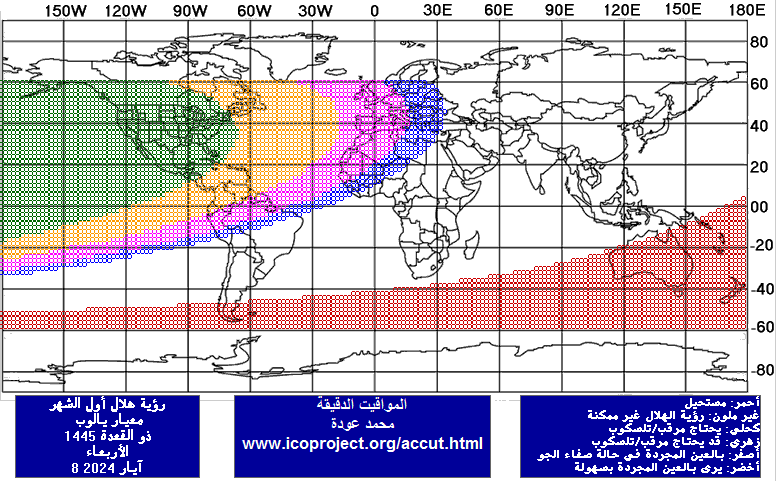 150W 120W 90W 60W 30W 0 30E 60E 90E 120E 150E 180E
80
60
40
20
00
-20
-40
-60
-80
رؤية هلال أول الشهر
معيار يالوب
ذو القعدة 1445
الأربعاء
8 آيار 2024
المواقيت الدقيقة
محمد عودة
www.icoproject.org/accut.html
أحمر: مستحيل
غير ملون: ر�ية الهلال غير ممكنة
كحلي: يحتاج مرقب/تلسكوب
زهري: قد يحتاج مرقب/تلسكوب
أصفر: بالعين المجردة في حالة صفاء الجو
أخضر: يرى بالعين المجردة بسهولة